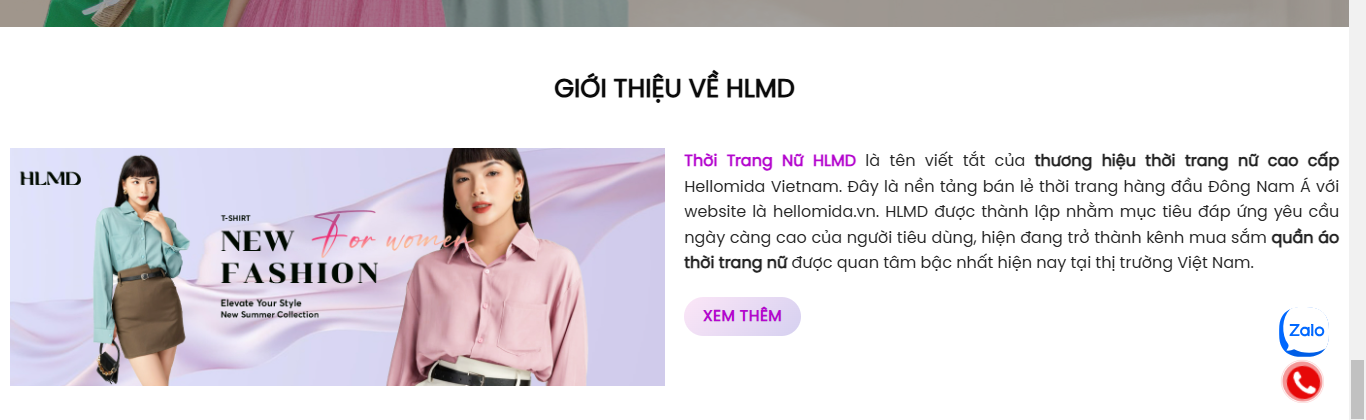 GIỚI THIỆU VỀ HLMD
HLMD
T-SHIRT
NEW For women
FASHION
Elevate Your Style
New Summer Collection
Thời Trang Nữ HLMD là tên viết tắt của thương hiệu thời trang nữ cao cấp
Hellomida Vietnam. Đây là nền tảng bán lẻ thời trang hàng đầu Đông Nam Á với
website là hellomida.vn. HLMD được thành lập nhằm mục tiêu đáp ứng yêu cầu
ngày càng cao của người tiêu dùng, hiện đang trở thành kênh mua sắm quần áo
thời trang nữ được quan tâm bậc nhất hiện nay tại thị trường Việt Nam.
XEM THÊM
Zalo